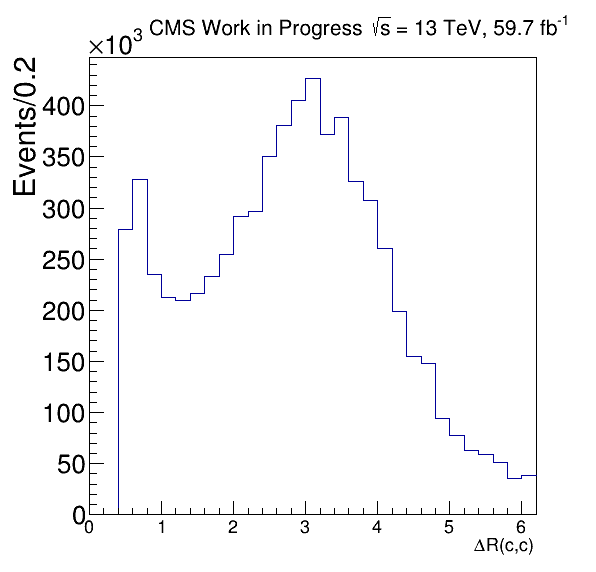 ×10³ CMS Work in Progress √s = 13 TeV, 59.7 fb⁻¹
Events/0.2
400
350
300
250
200
150
100
50
0
0 1 2 3 4 5 6
ΔR(c,c)